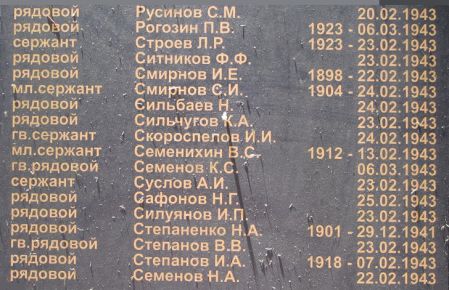 рядовой Русинов С.М. 20.02.1943
рядовой Рогозин П.В. 1923 - 06.03.1943
сержант Строев Л.Р. 1923 - 23.02.1943
рядовой Ситников Ф.Ф. 23.02.1943
рядовой Смирнов И.Е. 1898 - 22.02.1943
мл.сержант Смирнов С.И. 1904 - 24.02.1943
рядовой Сильбаев Н. 24.02.1943
рядовой Сильчугов К.А. 23.02.1943
гв.сержант Скороспелов И.И. 24.02.1943
мл.сержант Семенихин В.С. 1912 - 13.02.1943
гв.рядовой Семенов К.С. 06.03.1943
сержант Суслов А.И. 23.02.1943
рядовой Сафонов Н.Г. 25.02.1943
рядовой Силуянов И.П. 23.02.1943
рядовой Степаненко Н.А. 1901 - 29.12.1941
гв.рядовой Степанов В.В. 23.02.1943
рядовой Степанов И.А. 1918 - 07.02.1943
рядовой Семенов Н.А. 22.02.1943